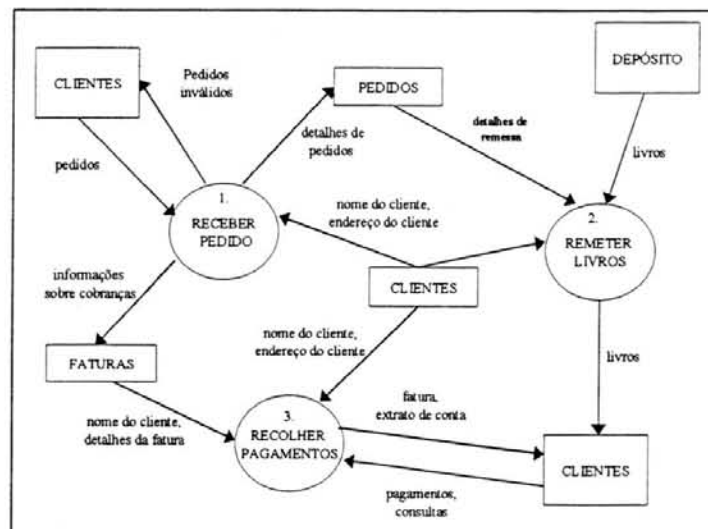 CLIENTES
Pedidos
inválidos
PEDIDOS
DEPÓSITO
detalhes de
remessa
detalhes de
pedidos
livros
pedidos
nome do cliente,
endereço do cliente
1.
RECEBER
PEDIDO
2.
REMETER
LIVROS
informações
sobre cobranças
CLIENTES
nome do cliente,
endereço do cliente
livros
FATURAS
fatura,
extrato de conta
nome do cliente,
detalhes da fatura
3.
RECOLHER
PAGAMENTOS
CLIENTES
pagamentos,
consultas